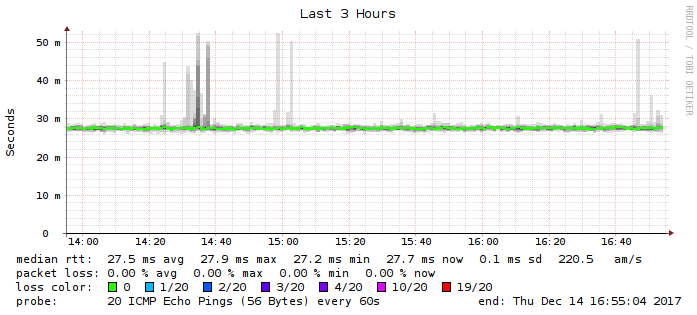 Last 3 Hours
RRDTOOL / TOBI OETIKER
Seconds
50 m
40 m
30 m
20 m
10 m
0
14:00 14:20 14:40 15:00 15:20 15:40 16:00 16:20 16:40
median rtt: 27.5 ms avg 27.9 ms max 27.2 ms min 27.7 ms now 0.1 ms sd 220.5 am/s
packet loss: 0.00 % avg 0.00 % max 0.00 % min 0.00 % now
loss color: 0 1/20 2/20 3/20 4/20 10/20 19/20
probe: 20 ICMP Echo Pings (56 Bytes) every 60s end: Thu Dec 14 16:55:04 2017